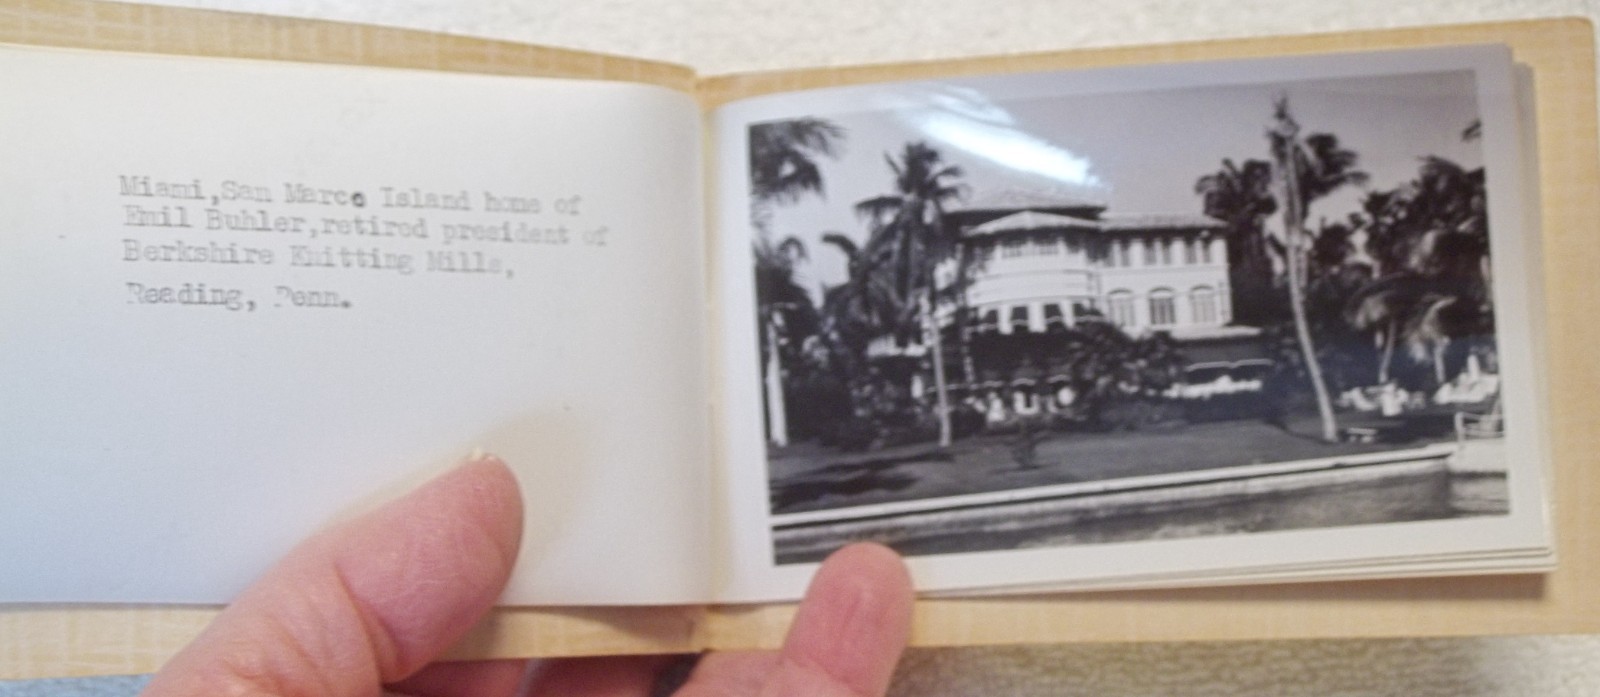 Miami,San Marco Island home of
Emil Buhler,retired president of
Berkshire Knitting Mills,
Reading, Penn.